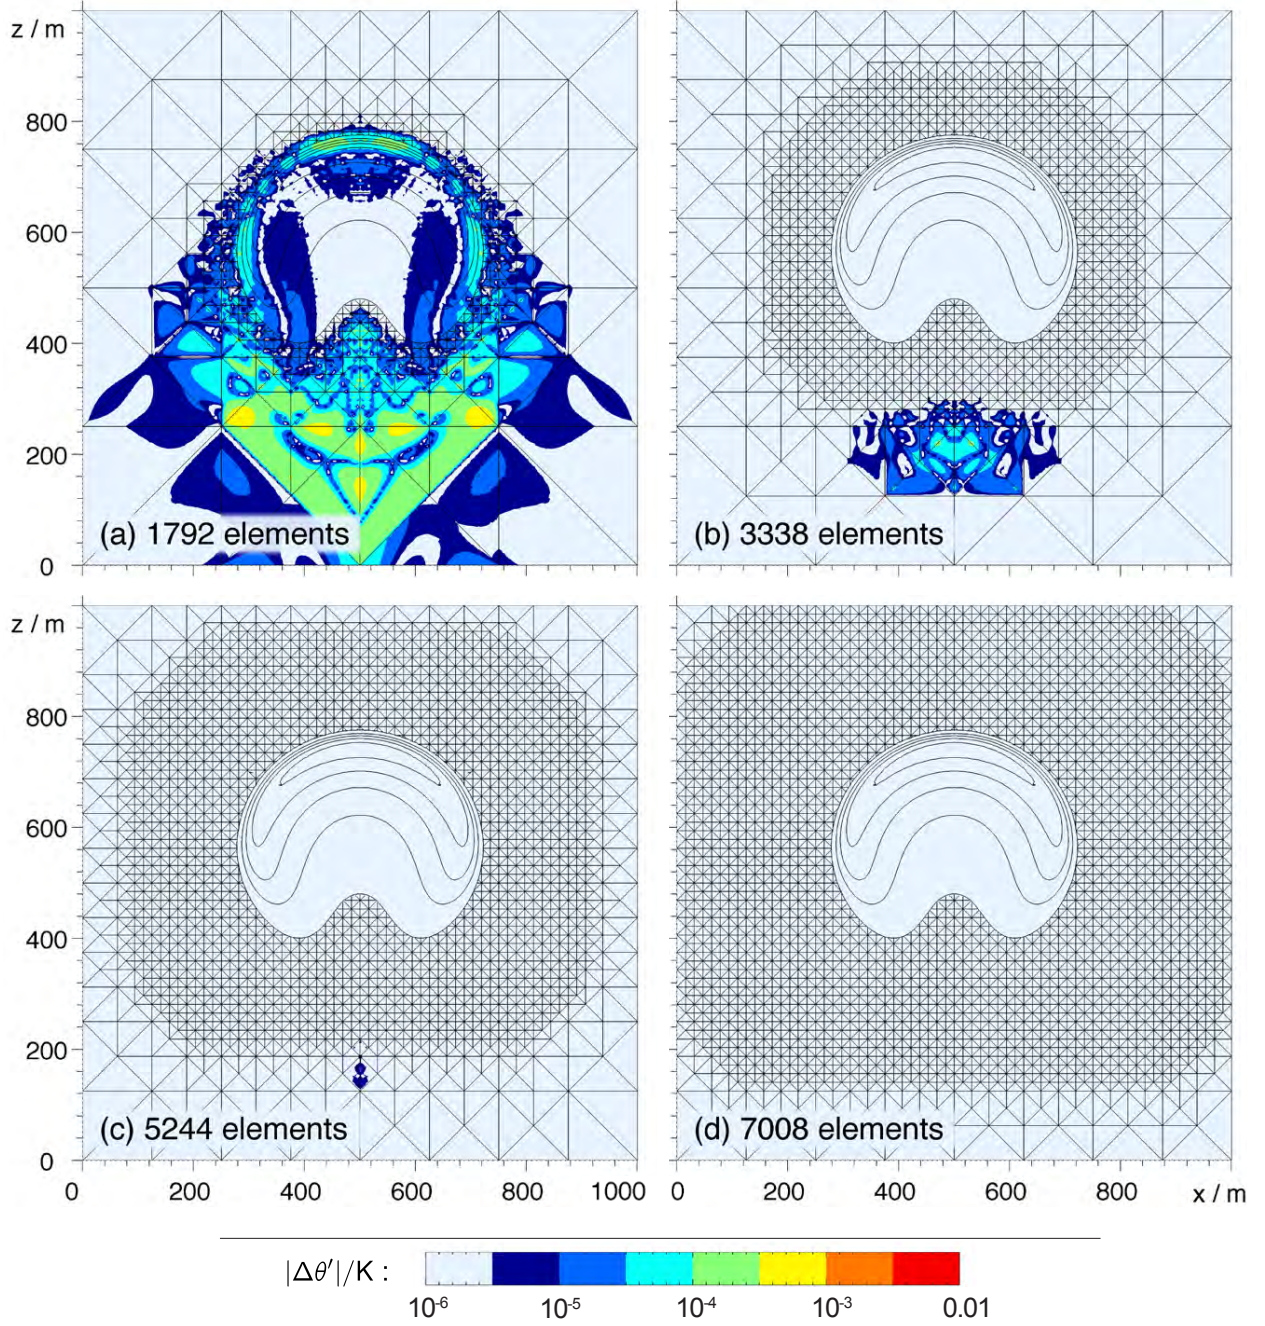 z / m
800
600
400
200
0
(a) 1792 elements
(b) 3338 elements
z / m
800
600
400
200
0
(c) 5244 elements
(d) 7008 elements
0 200 400 600 800 1000 0 200 400 600 800 x / m
|Δθ′|/K :
10⁻⁶ 10⁻⁵ 10⁻⁴ 10⁻³ 0.01